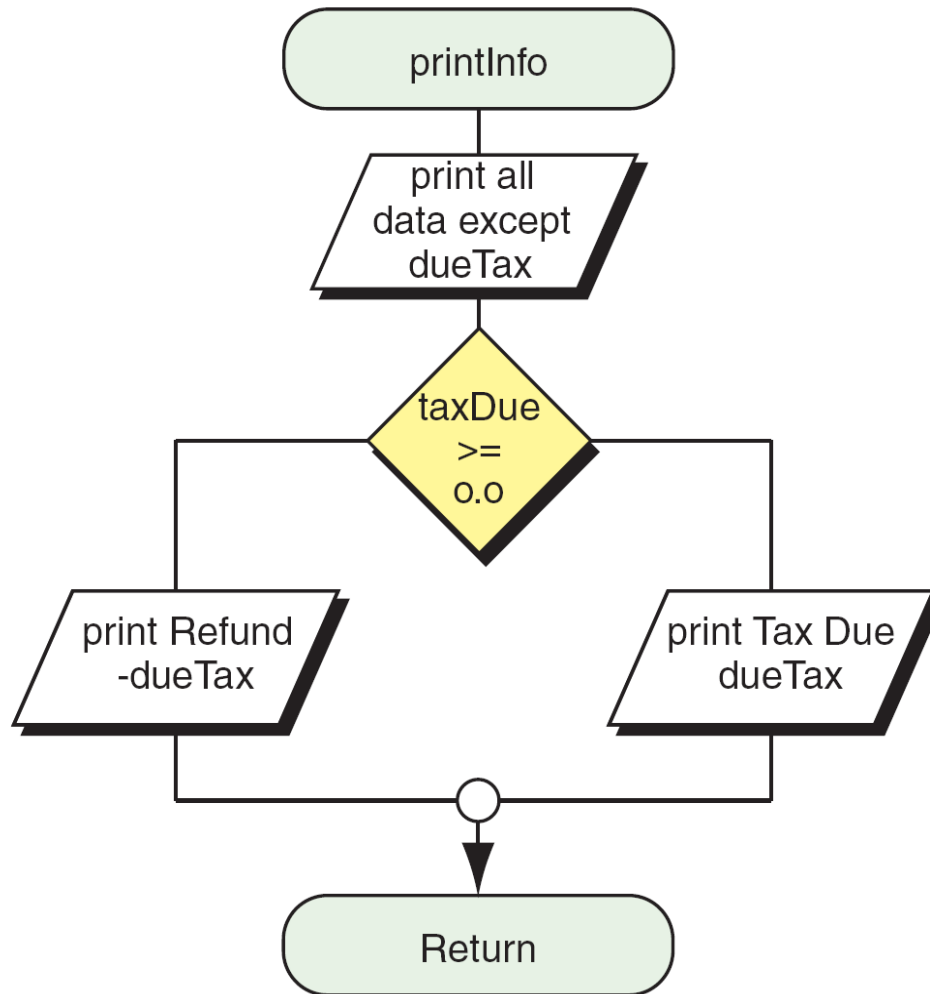 printInfo
print all
data except
dueTax
taxDue
>=
o.o
print Refund
-dueTax
print Tax Due
dueTax
Return